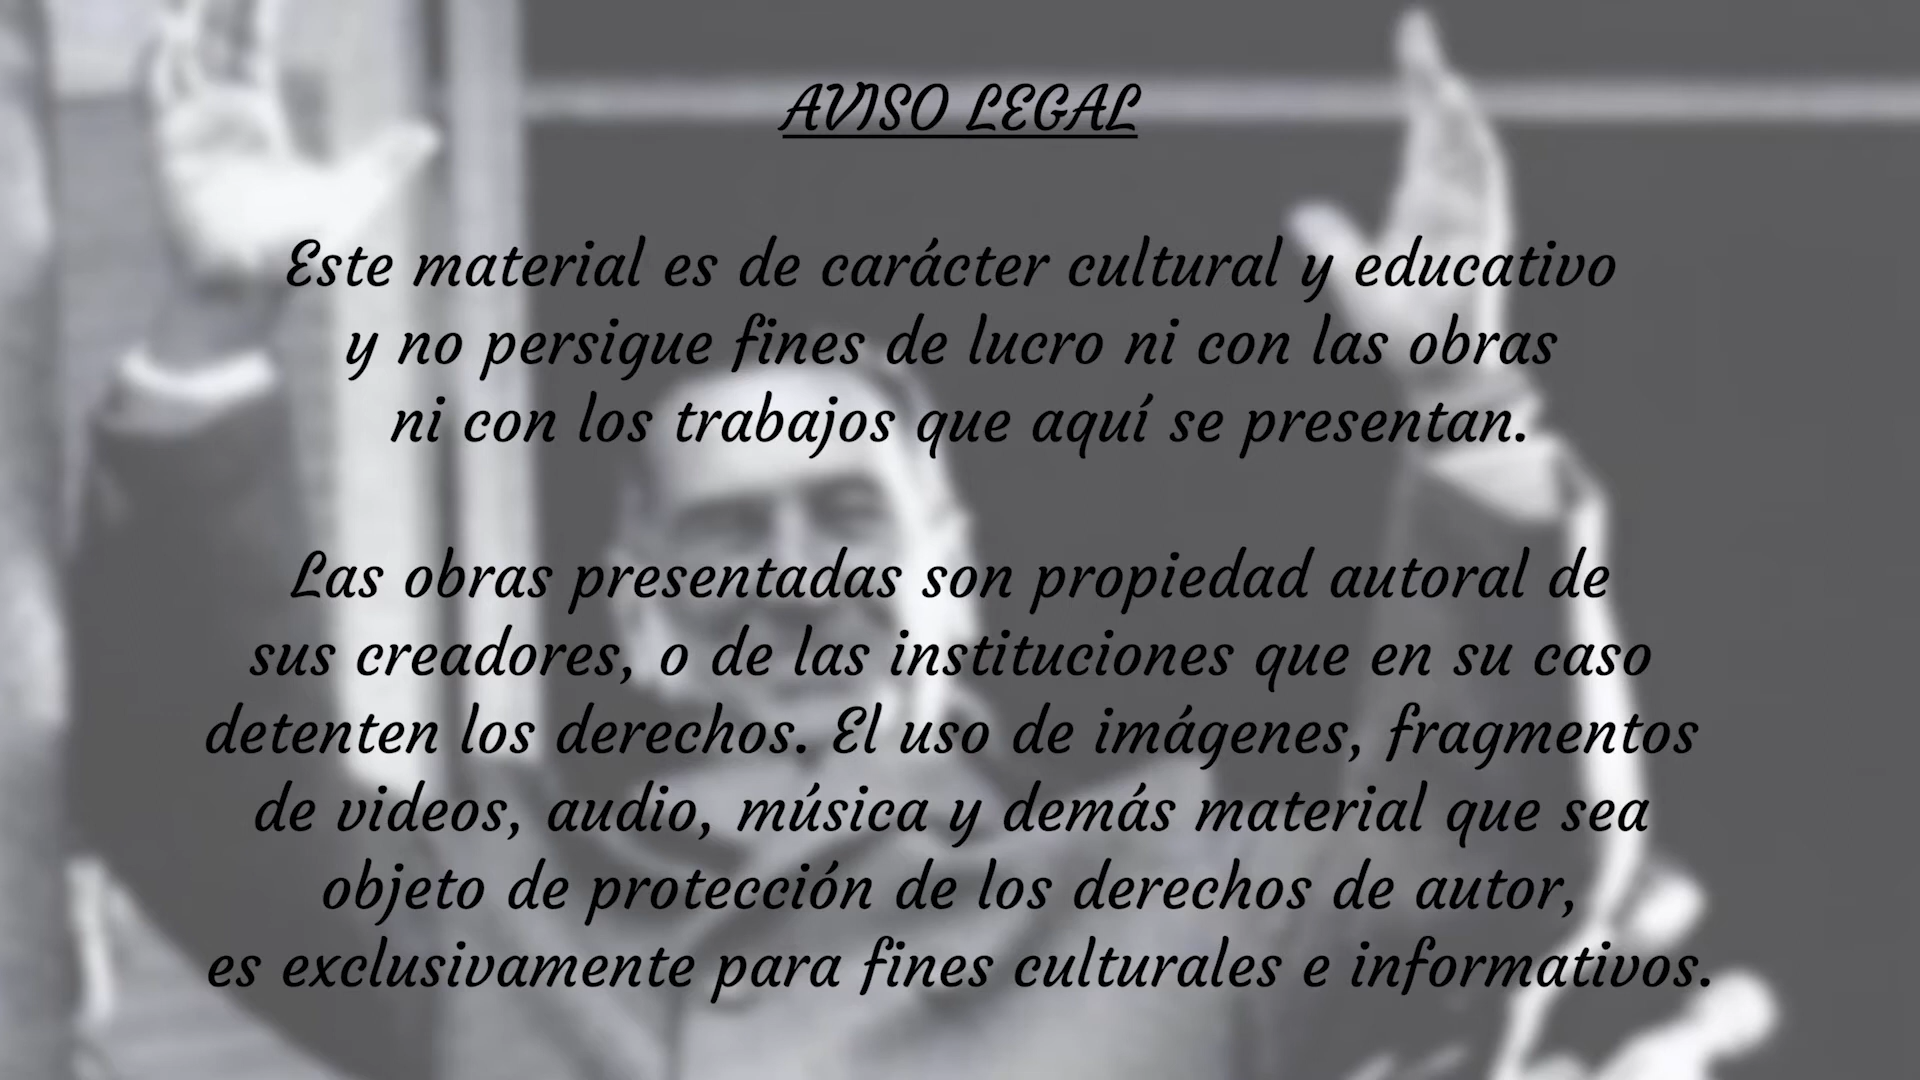 AVISO LEGAL
Este material es de carácter cultural y educativo
y no persigue fines de lucro ni con las obras
ni con los trabajos que aquí se presentan.
Las obras presentadas son propiedad autoral de
sus creadores, o de las instituciones que en su caso
detenten los derechos. El uso de imágenes, fragmentos
de videos, audio, música y demás material que sea
objeto de protección de los derechos de autor,
es exclusivamente para fines culturales e informativos.